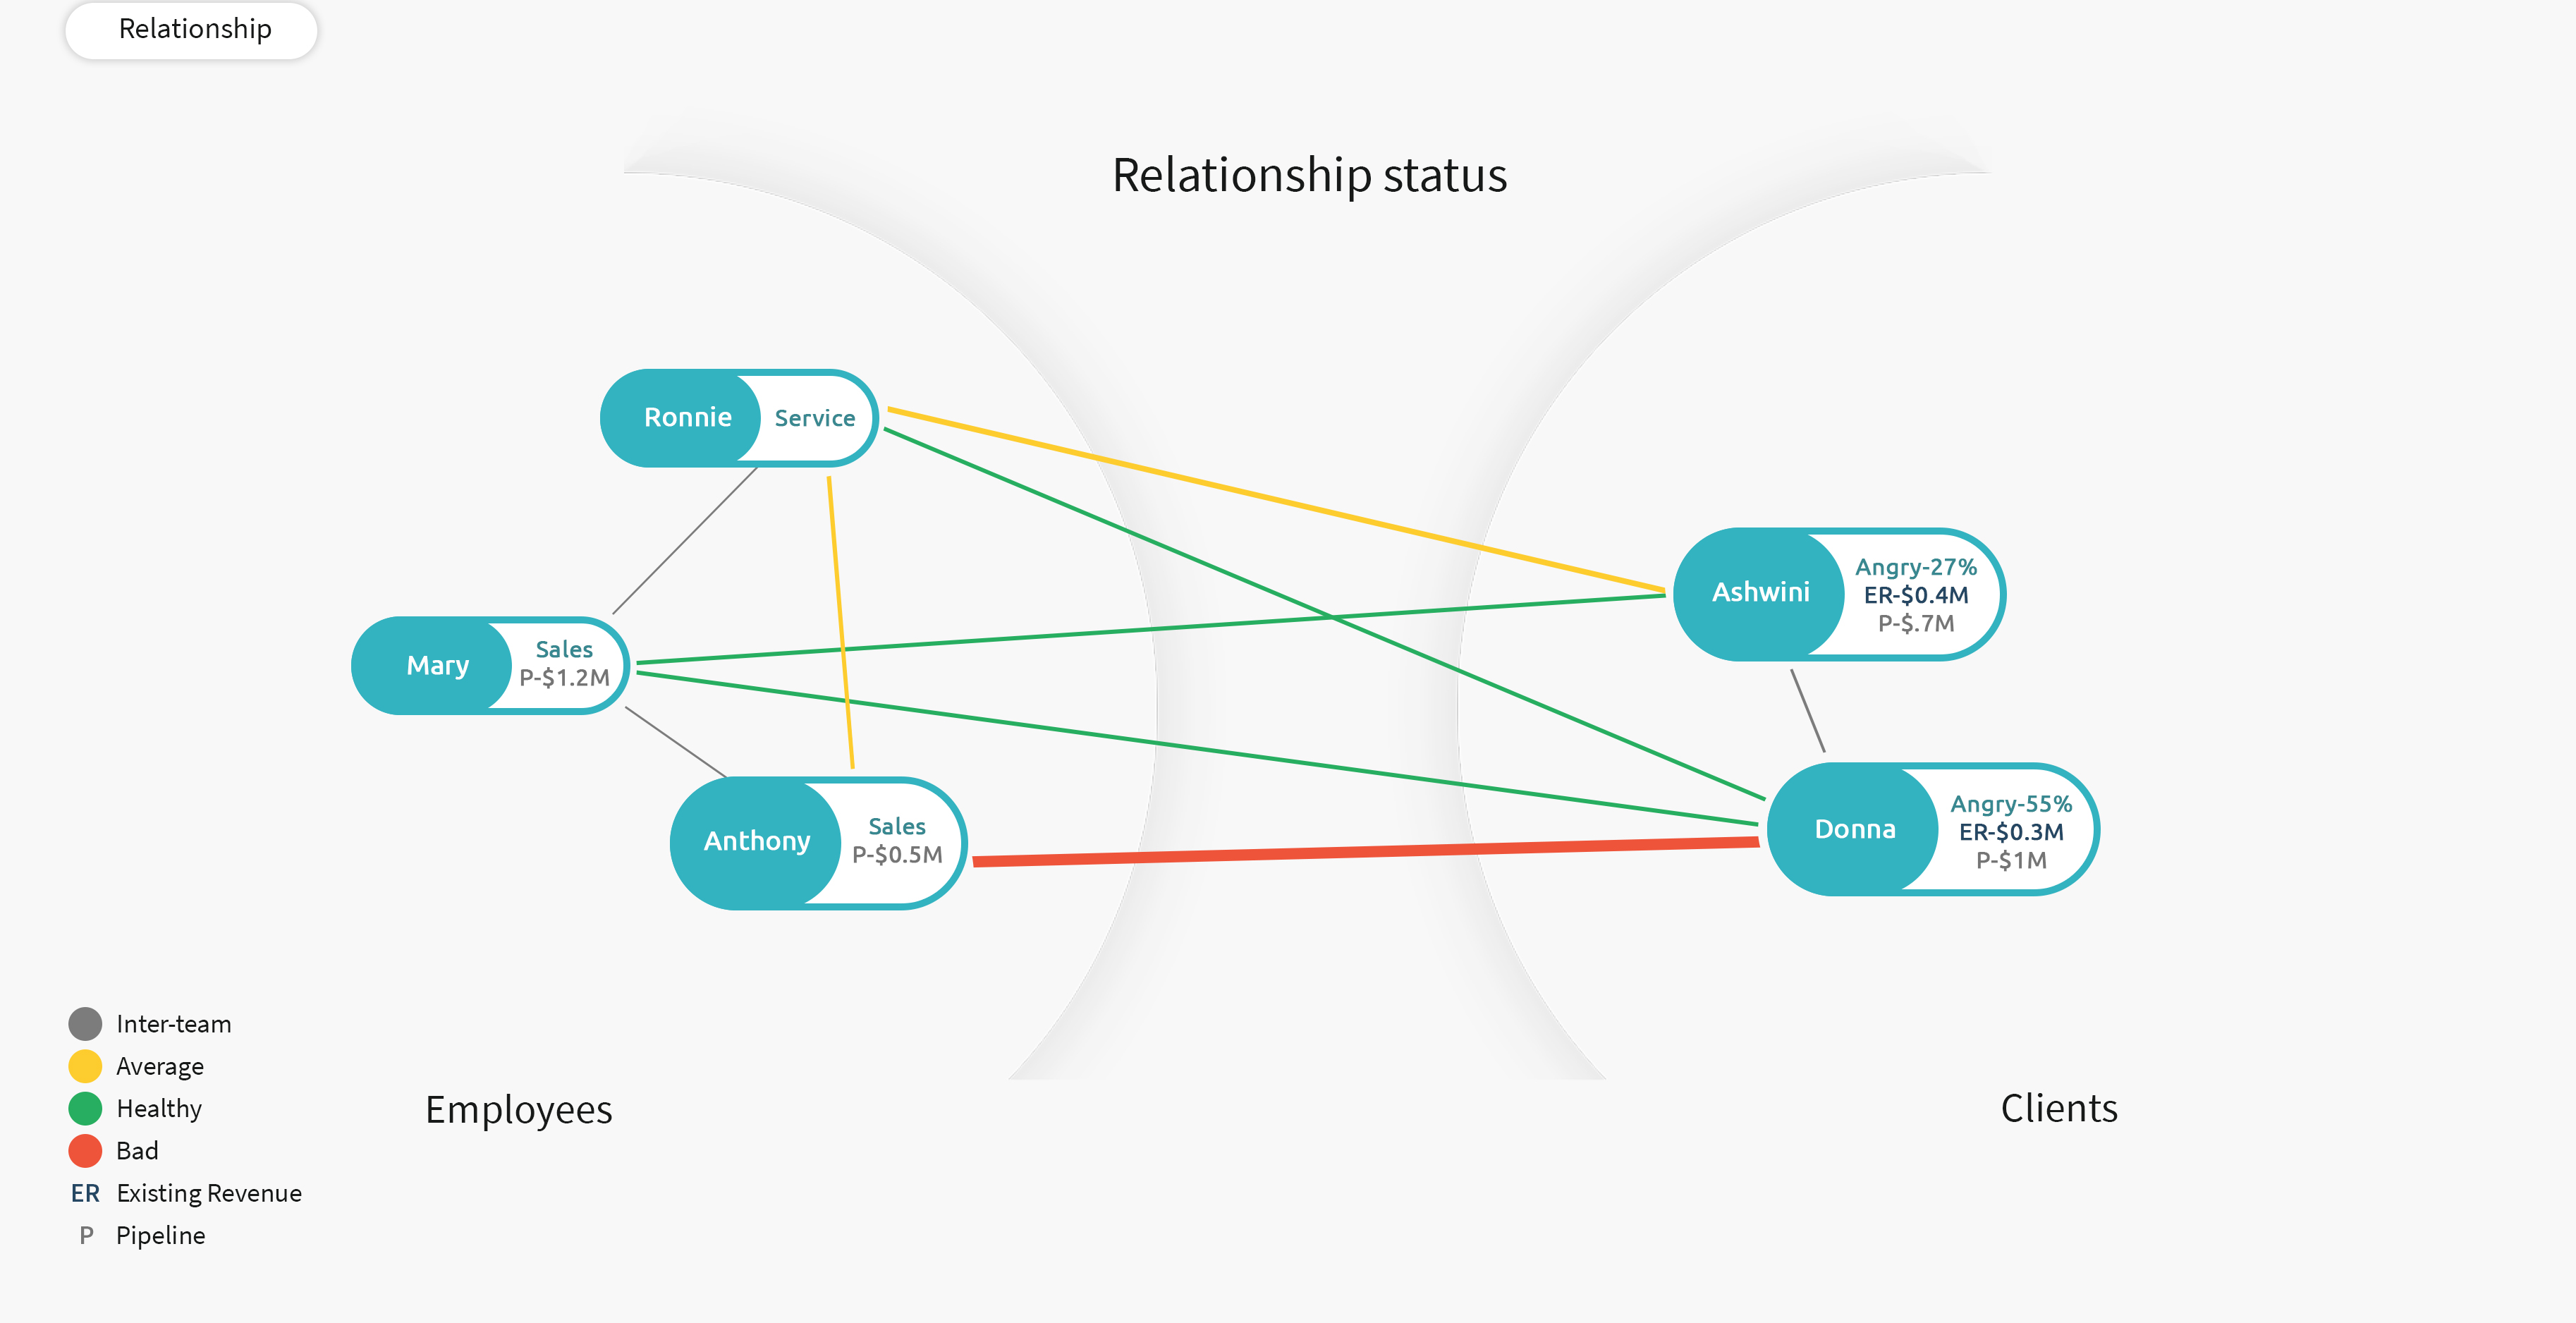 Relationship
Relationship status
Ronnie
Service
Ashwini
Angry-27%
ER-$0.4M
P-$.7M
Mary
Sales
P-$1.2M
Anthony
Sales
P-$0.5M
Donna
Angry-55%
ER-$0.3M
P-$1M
Inter-team
Average
Healthy
Bad
ER Existing Revenue
P Pipeline
Employees
Clients